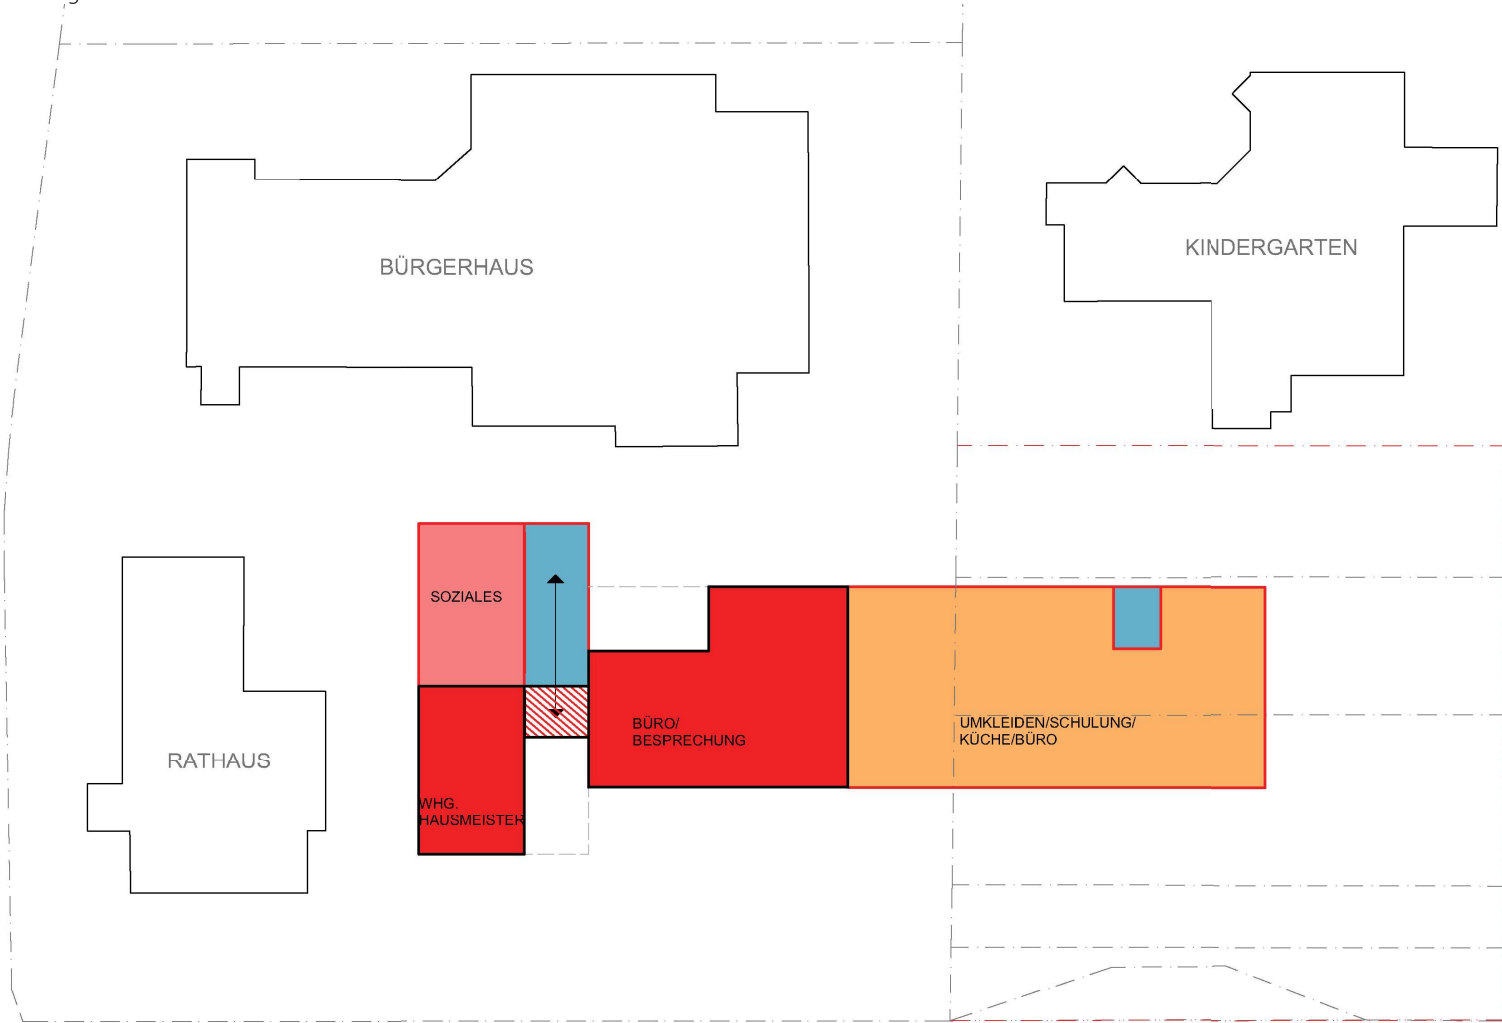 BÜRGERHAUS
KINDERGARTEN
SOZIALES
BÜRO/
BESPRECHUNG
UMKLEIDEN/SCHULUNG/
KÜCHE/BÜRO
RATHAUS
WHG.
HAUSMEISTER